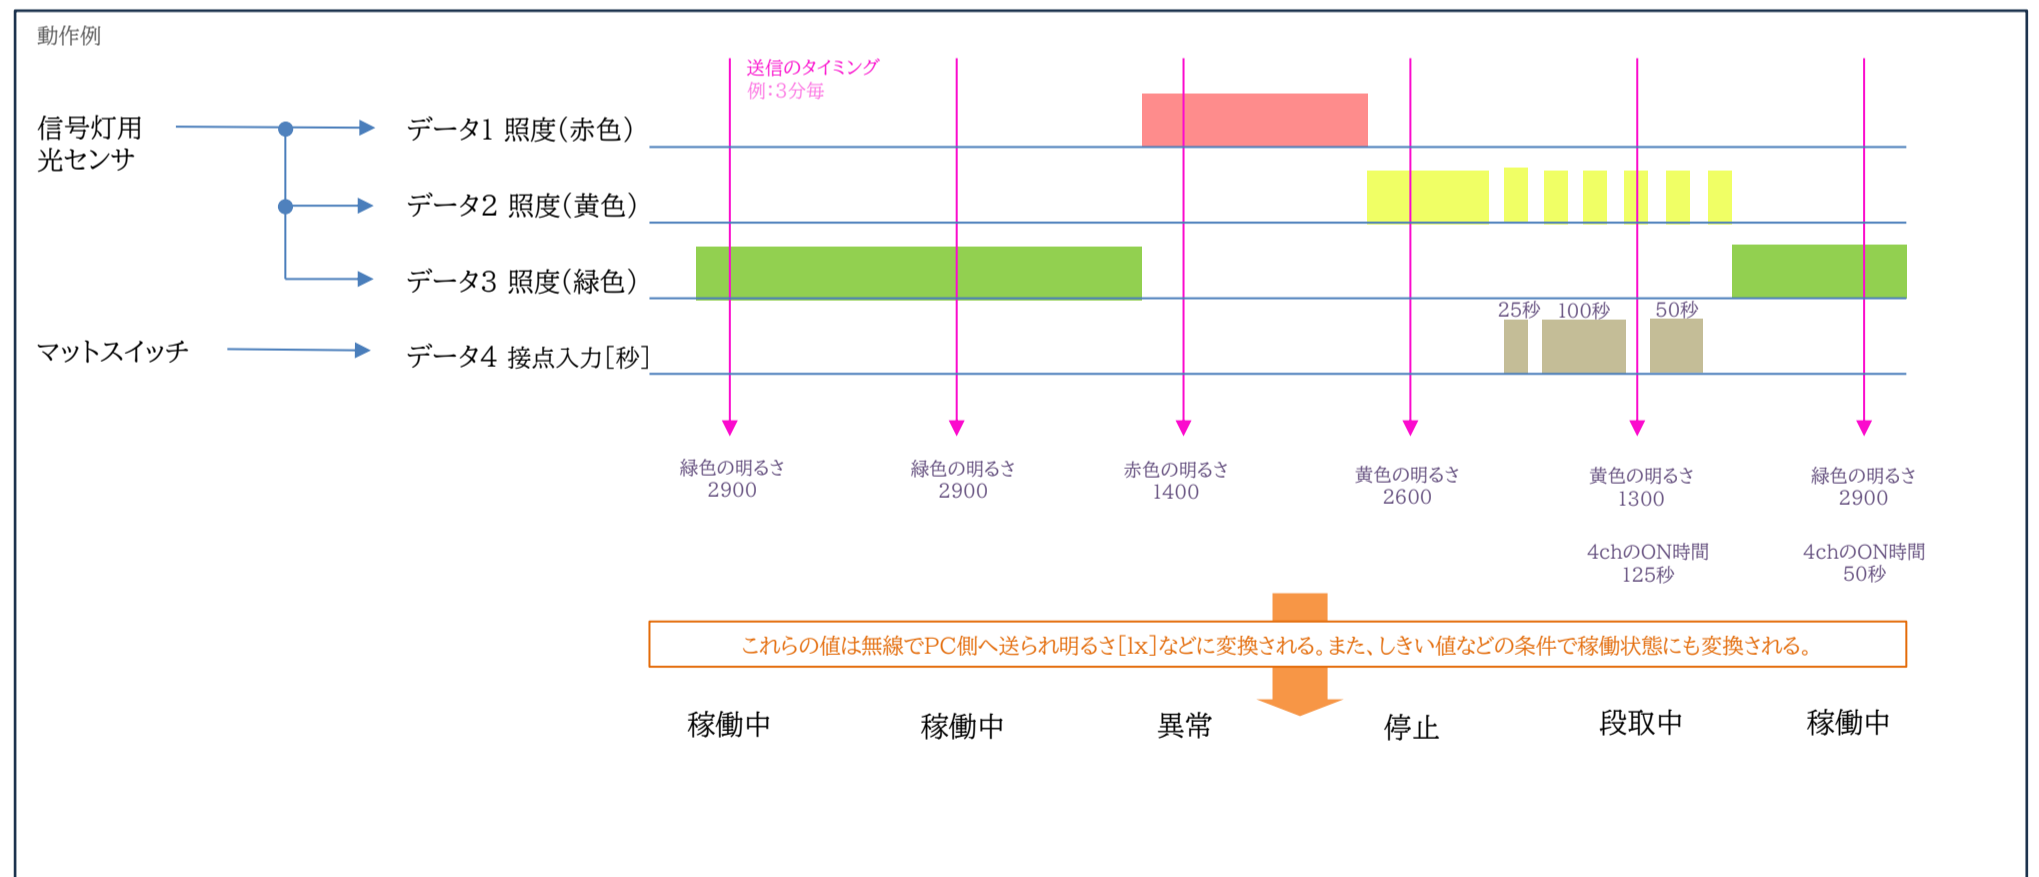 動作例
送信のタイミング
例：3分毎
信号灯用
光センサ
データ1 照度（赤色）
データ2 照度（黄色）
データ3 照度（緑色）
25秒 100秒 50秒
マットスイッチ
データ4 接点入力[秒]
緑色の明るさ
2900
緑色の明るさ
2900
赤色の明るさ
1400
黄色の明るさ
2600
黄色の明るさ
1300
緑色の明るさ
2900
4chのON時間
125秒
4chのON時間
50秒
これらの値は無線でPC側へ送られ明るさ[lx]などに変換される。また、しきい値などの条件で稼働状態にも変換される。
稼働中 稼働中 異常 停止 段取中 稼働中